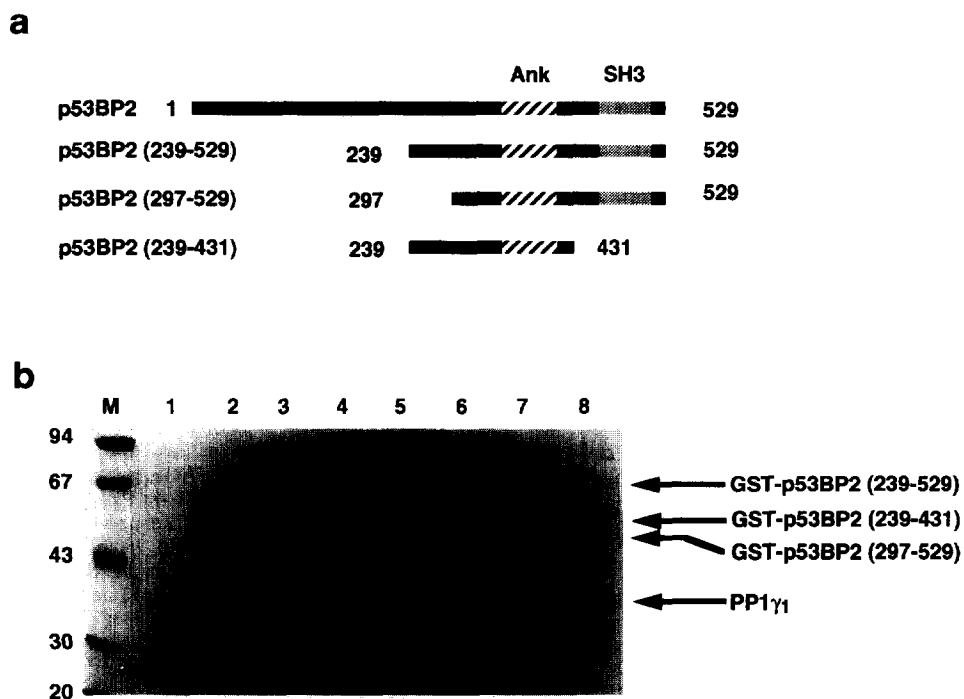 a
Ank SH3
p53BP2 1 529
p53BP2 (239-529) 239 529
p53BP2 (297-529) 297 529
p53BP2 (239-431) 239 431
b
M 1 2 3 4 5 6 7 8
94
67
43
30
20
GST-p53BP2 (239-529)
GST-p53BP2 (239-431)
GST-p53BP2 (297-529)
PP1γ1